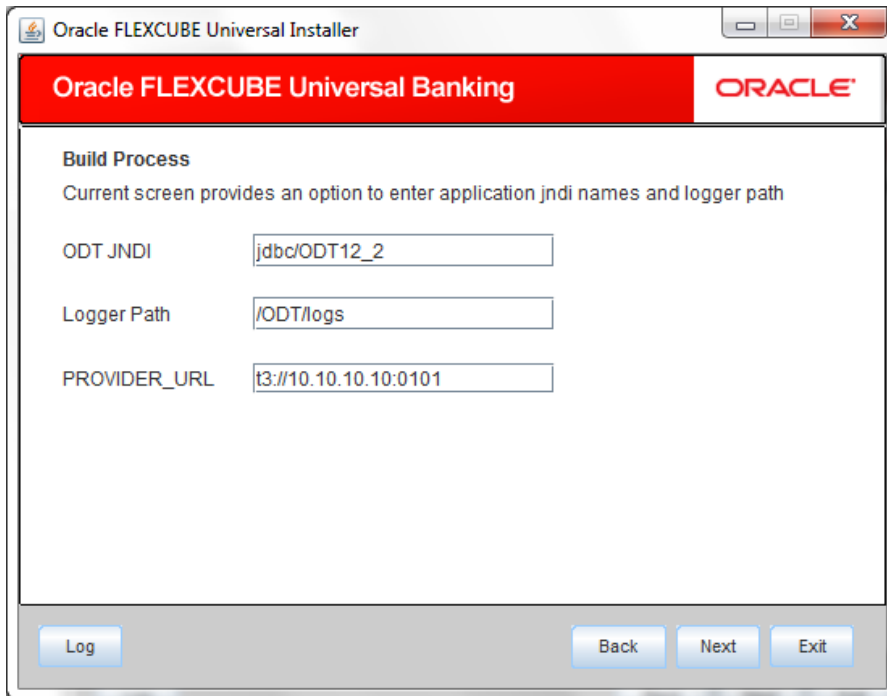 Oracle FLEXCUBE Universal Installer
Oracle FLEXCUBE Universal Banking
ORACLE
Build Process
Current screen provides an option to enter application jndi names and logger path
ODT JNDI jdbc/ODT12_2
Logger Path /ODT/logs
PROVIDER_URL t3://10.10.10.10:0101
Log Back Next Exit